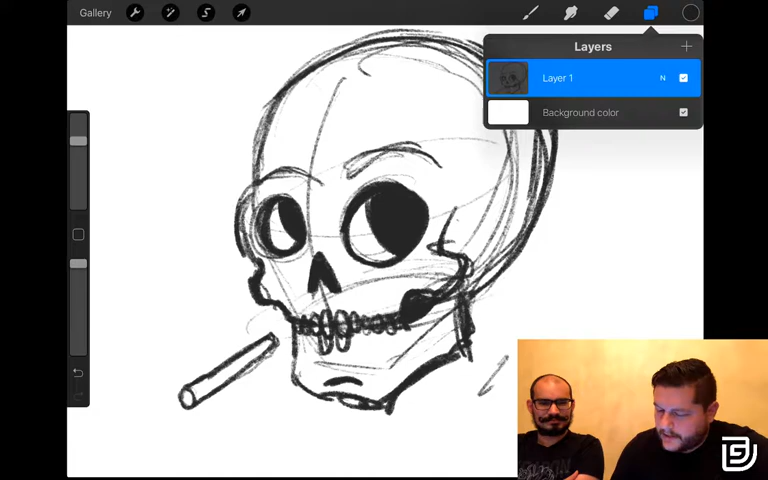 Gallery
Layers
Layer 1
N
Background color